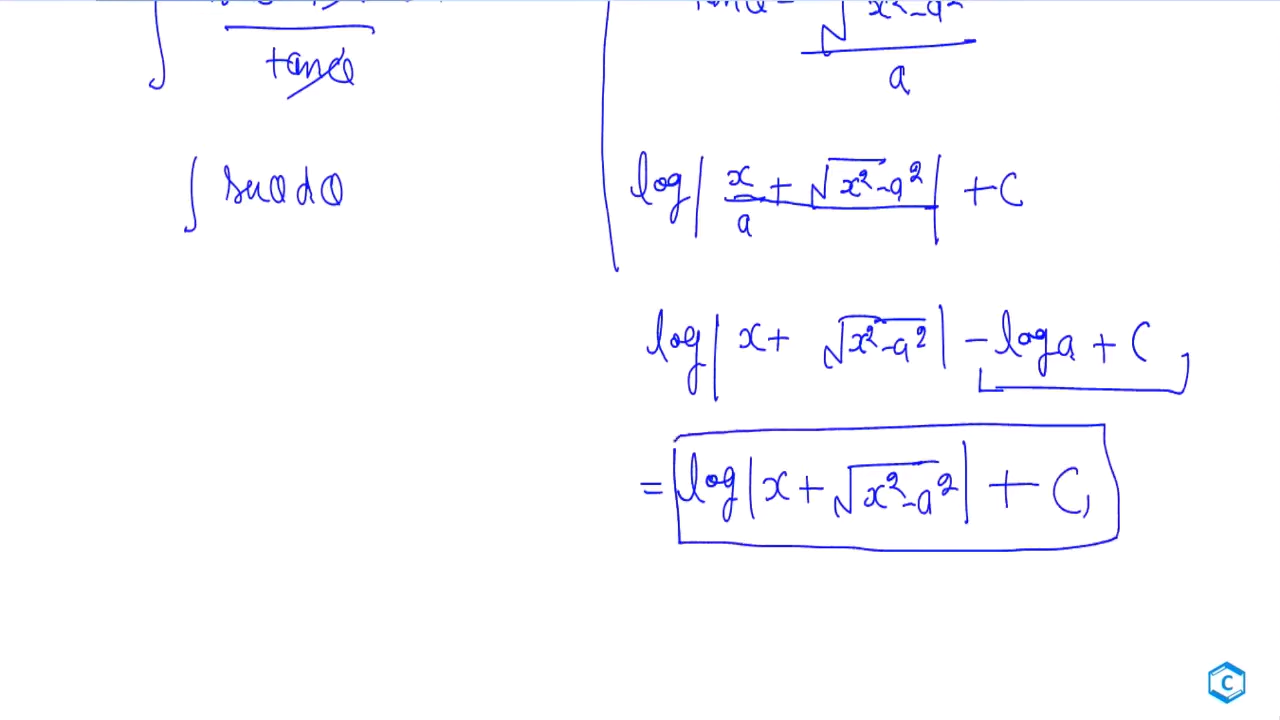 ∫ ──── / tanθ
∫ secθ dθ
tanθ = √x²-a² / a
log| x/a + √x²-a² | + C
log| x + √x²-a² | - log a + C
= log| x + √x²-a² | + C₁
C